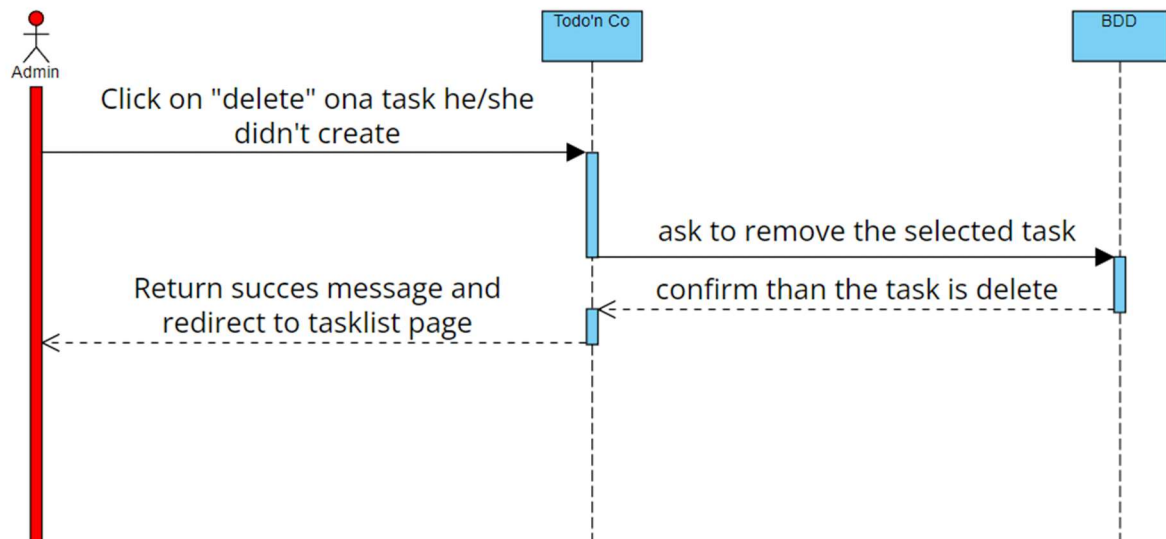 Todo'n Co
BDD
Admin
Click on "delete" ona task he/she
didn't create
ask to remove the selected task
confirm than the task is delete
Return succes message and
redirect to tasklist page